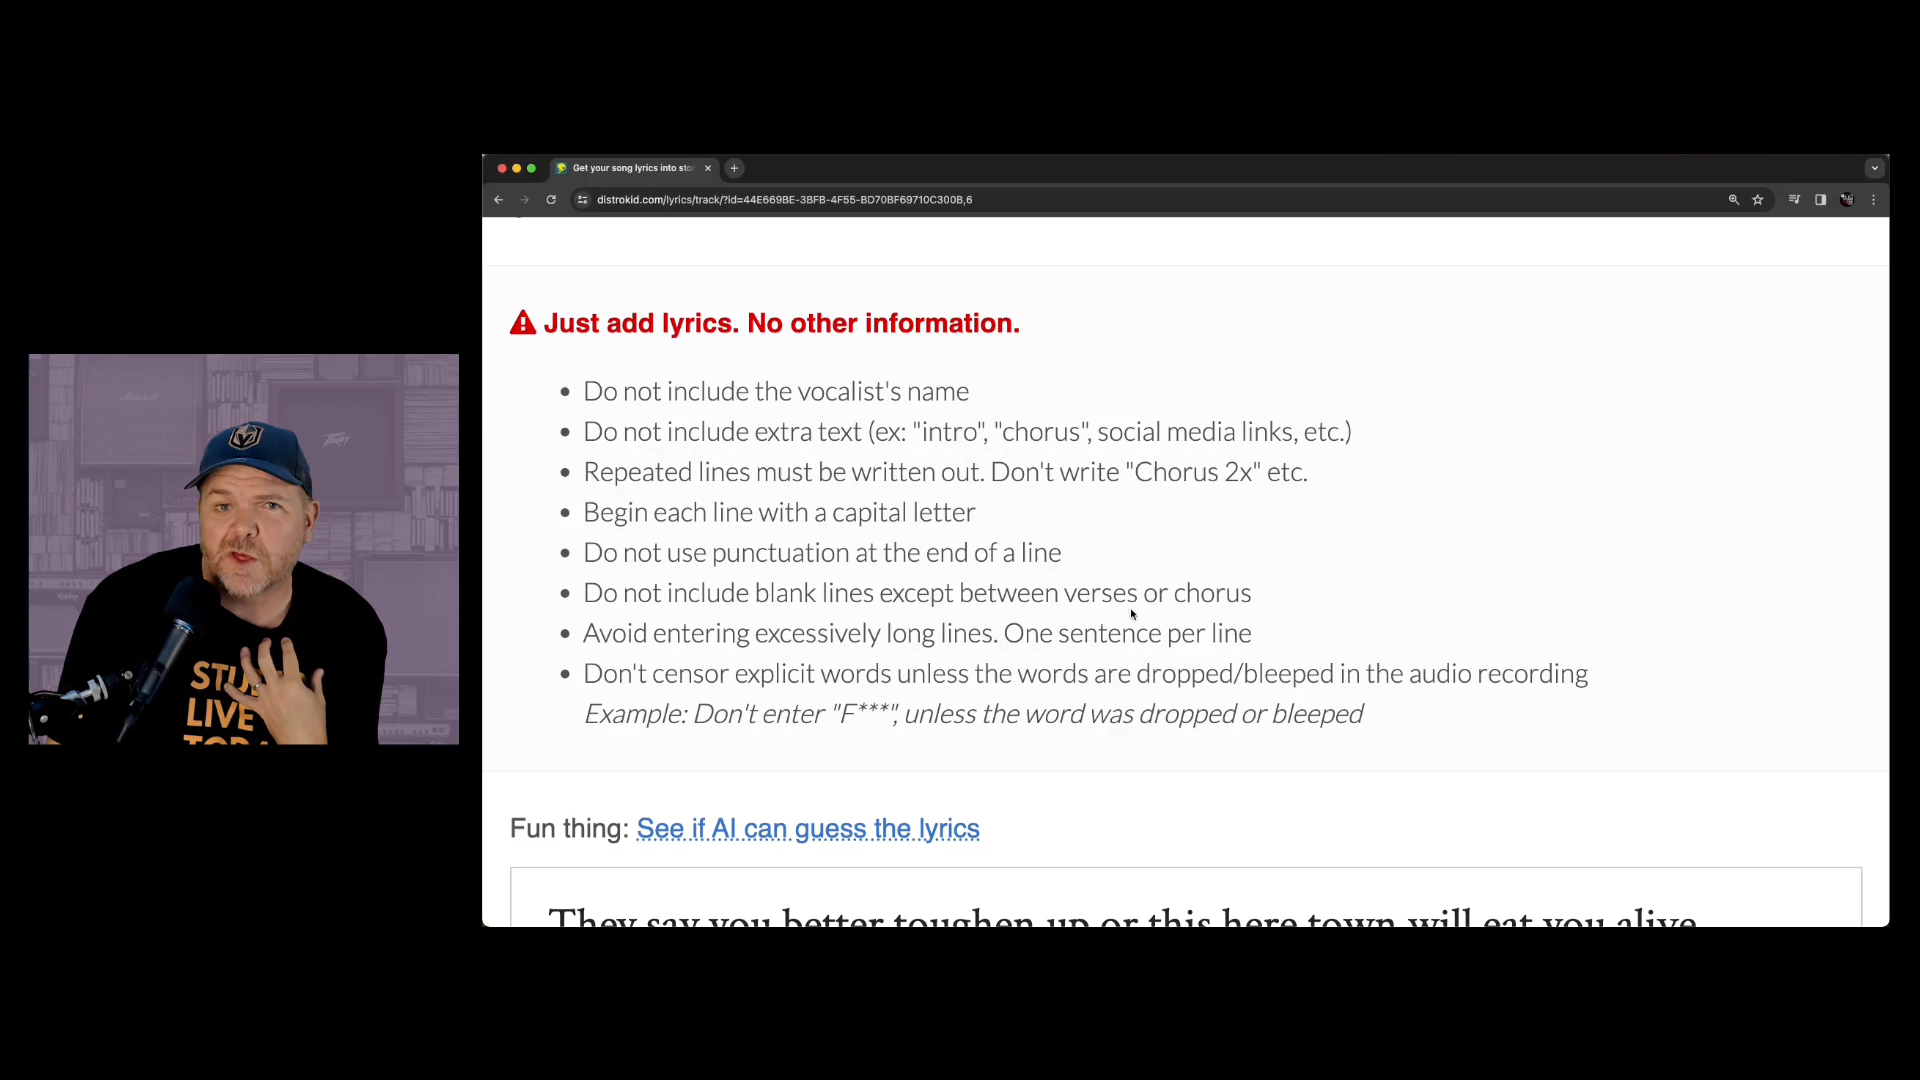 Get your song lyrics into sto
distrokid.com/lyrics/track/?id=44E669BE-3BFB-4F55-BD70BF69710C300B,6
Just add lyrics. No other information.
Do not include the vocalist's name
Do not include extra text (ex: "intro", "chorus", social media links, etc.)
Repeated lines must be written out. Don't write "Chorus 2x" etc.
Begin each line with a capital letter
Do not use punctuation at the end of a line
Do not include blank lines except between verses or chorus
Avoid entering excessively long lines. One sentence per line
Don't censor explicit words unless the words are dropped/bleeped in the audio recording
Example: Don't enter "F***", unless the word was dropped or bleeped
Fun thing: See if AI can guess the lyrics
They say you better toughen up or this here town will eat you alive
Marshall
Peavey
LIVE